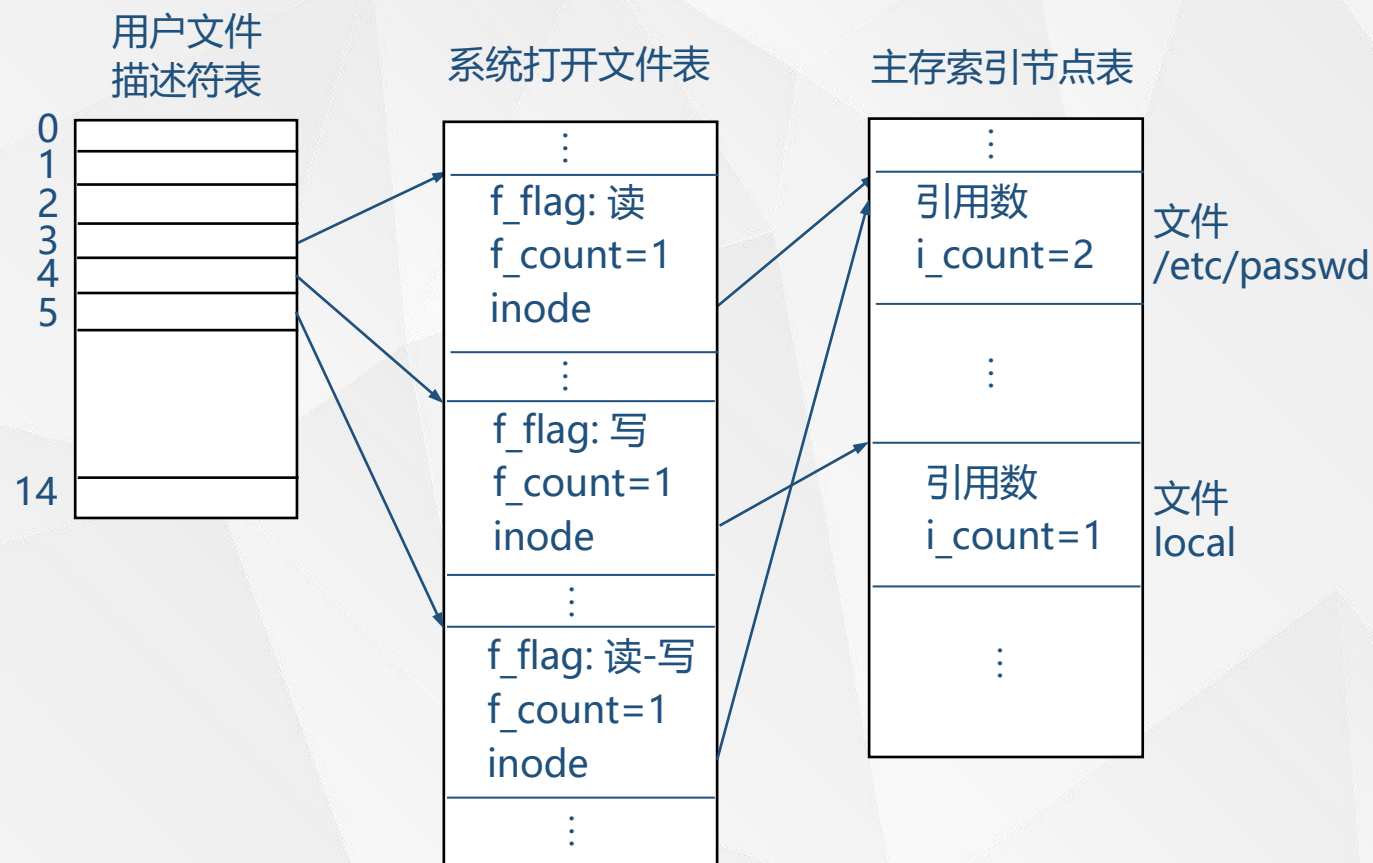 用户文件
描述符表
0
1
2
3
4
5
14
系统打开文件表
⋮
f_flag: 读
f_count=1
inode
⋮
f_flag: 写
f_count=1
inode
⋮
f_flag: 读-写
f_count=1
inode
⋮
主存索引节点表
⋮
引用数
i_count=2
⋮
引用数
i_count=1
⋮
文件
/etc/passwd
文件
local